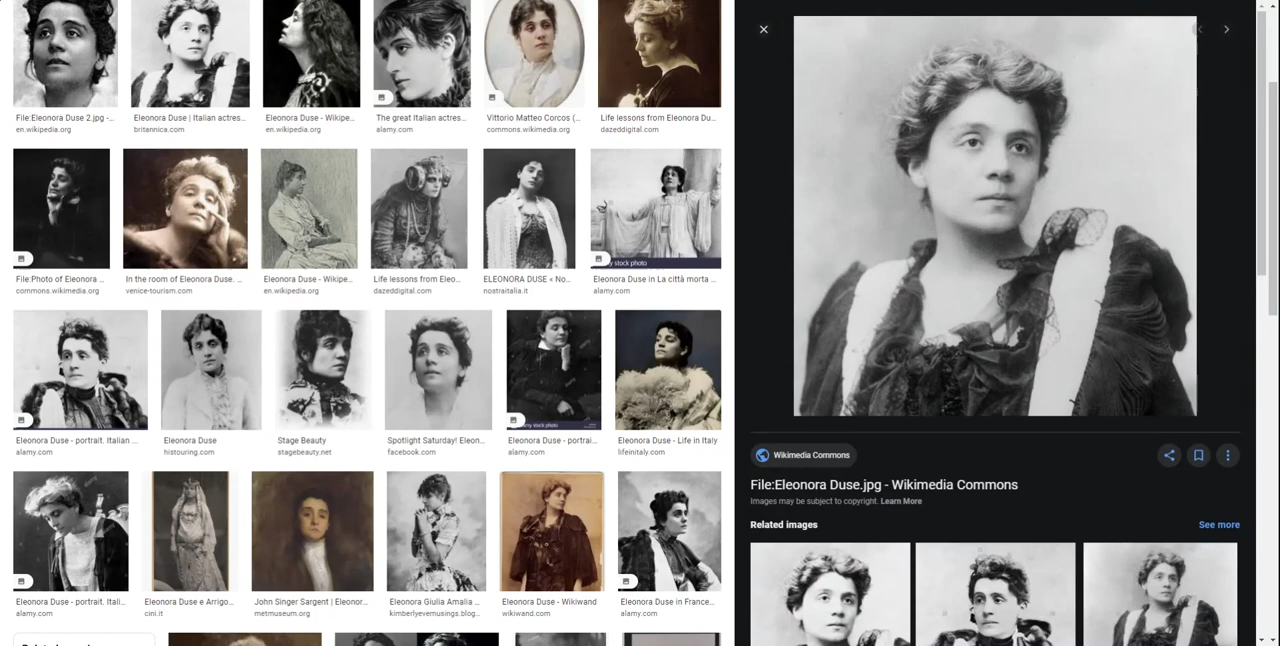 File:Eleonora Duse 2.jpg -...
en.wikipedia.org
Eleonora Duse | Italian actres...
britannica.com
Eleonora Duse - Wikipe...
en.wikipedia.org
The great Italian actres...
alamy.com
Vittorio Matteo Corcos (...
commons.wikimedia.org
Life lessons from Eleonora Du...
dazeddigital.com
File:Photo of Eleonora ...
commons.wikimedia.org
In the room of Eleonora Duse. ...
venice-tourism.com
Eleonora Duse - Wikipe...
en.wikipedia.org
Life lessons from Eleo...
dazeddigital.com
ELEONORA DUSE « No...
nostraitalia.it
y stock photo
Eleonora Duse in La città morta ...
alamy.com
Eleonora Duse - portrait. Italian ...
alamy.com
Eleonora Duse
histouring.com
Stage Beauty
stagebeauty.net
Spotlight Saturday! Eleon...
facebook.com
my stock photo
Eleonora Duse - portrai...
alamy.com
Eleonora Duse - Life in Italy
lifeinitaly.com
Eleonora Duse - portrait. Itali...
alamy.com
Eleonora Duse e Arrigo...
cini.it
John Singer Sargent | Eleonor...
metmuseum.org
Eleonora Giulia Amalia ...
kimberlyevemusings.blog...
Eleonora Duse - Wikiwand
wikiwand.com
Eleonora Duse in France...
alamy.com
Wikimedia Commons
File:Eleonora Duse.jpg - Wikimedia Commons
Images may be subject to copyright. Learn More
Related images
See more